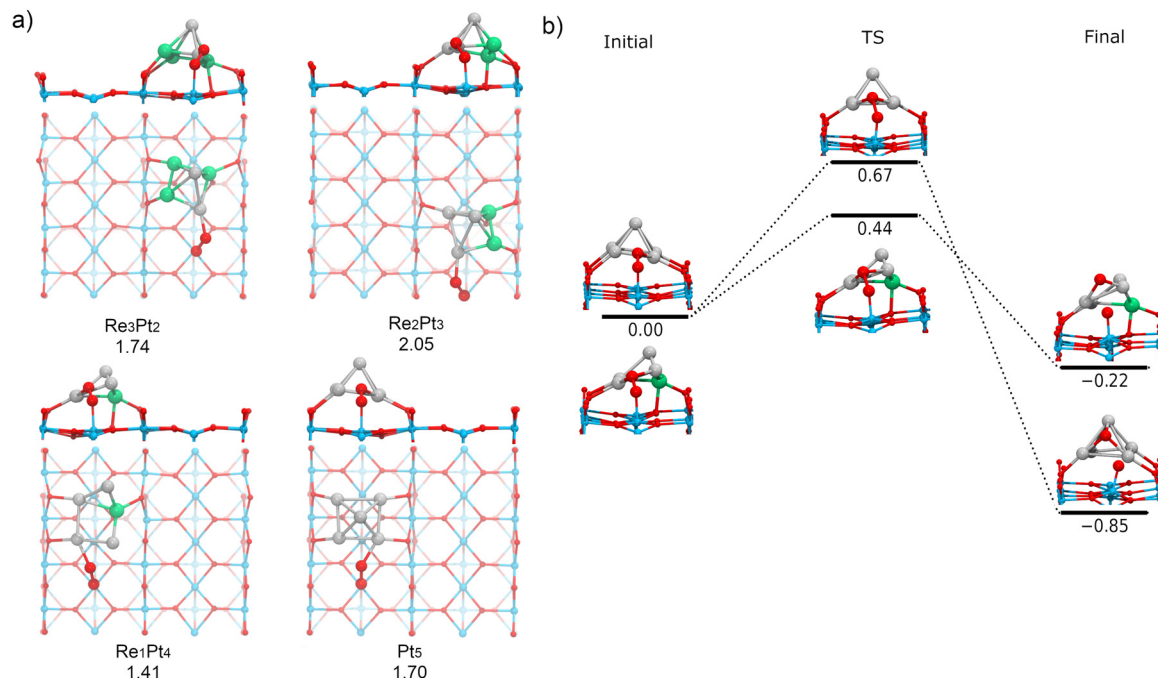 a)
Re3Pt2
1.74
Re2Pt3
2.05
Re1Pt4
1.41
Pt5
1.70
b)
Initial
TS
Final
0.67
0.44
0.00
−0.22
−0.85